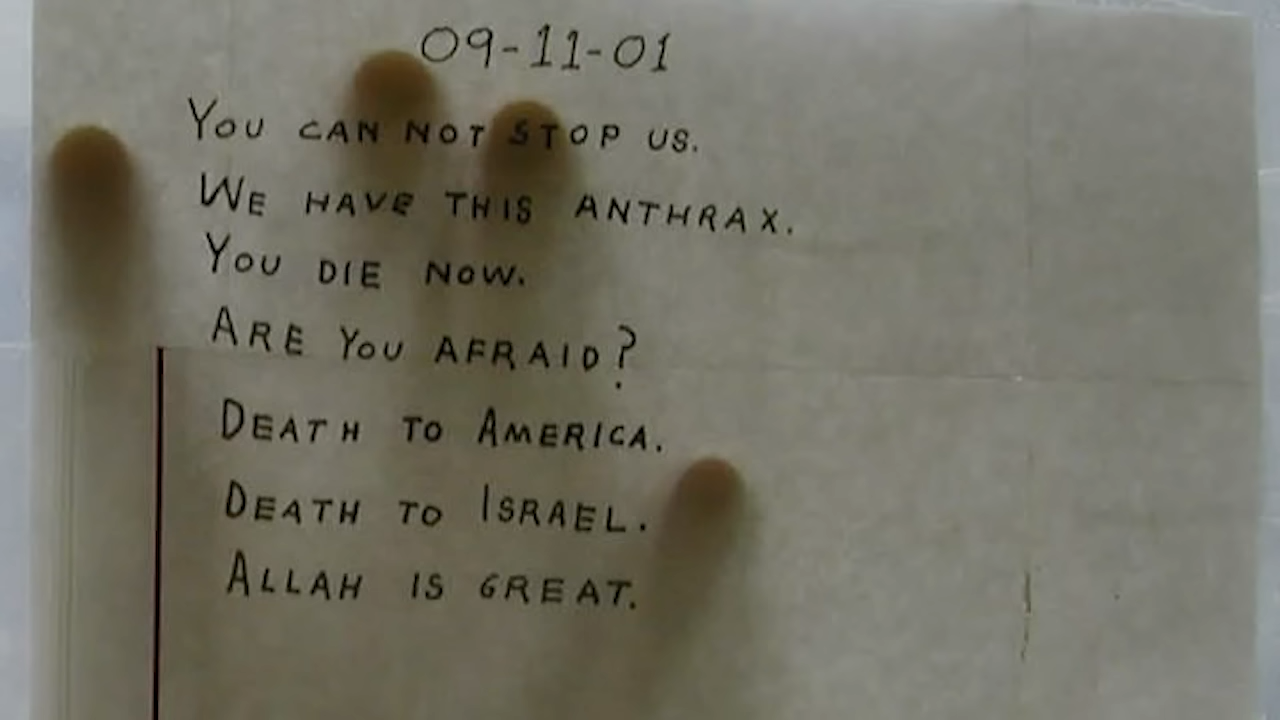 09-11-01
YOU CAN NOT STOP US.
WE HAVE THIS ANTHRAX.
YOU DIE NOW.
ARE YOU AFRAID?
DEATH TO AMERICA.
DEATH TO ISRAEL.
ALLAH IS GREAT.